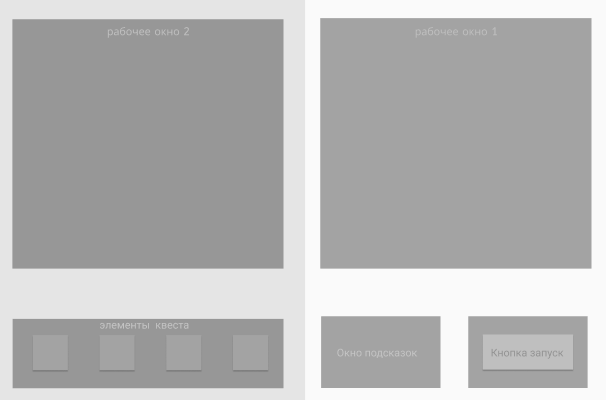 рабочее окно 2
элементы квеста
рабочее окно 1
Окно подсказок
Кнопка запуск